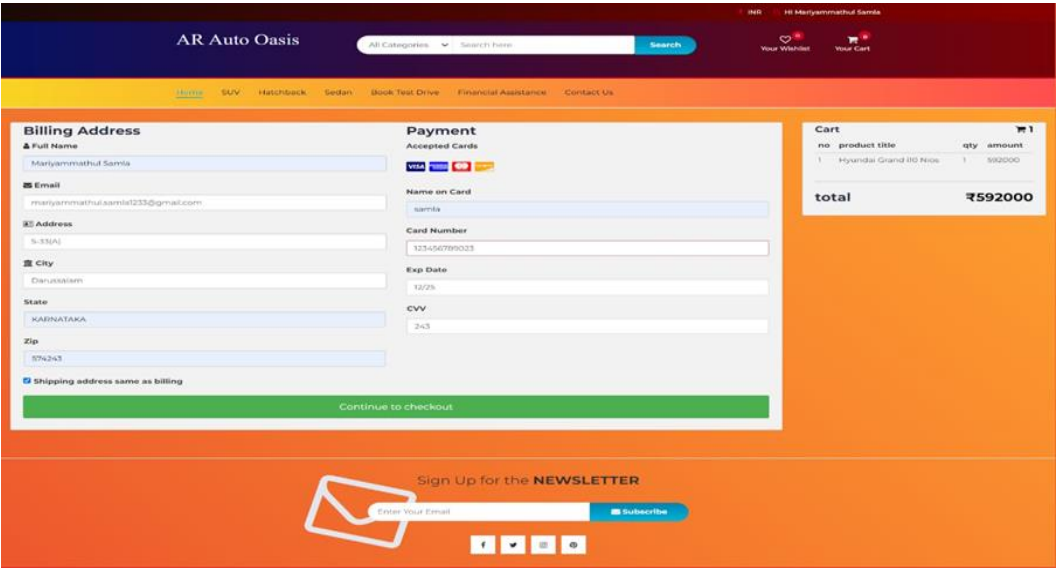 INR Hi Mariyammathul Samla
AR Auto Oasis
All Categories Search here Search
Your Wishlist Your Cart
Home SUV Hatchback Sedan Book Test Drive Financial Assistance Contact Us
Billing Address
Full Name
Mariyammathul Samla
Email
mariyammathul.samla1233@gmail.com
Address
5-33(A)
City
Darussalam
State
KARNATAKA
Zip
574243
Shipping address same as billing
Payment
Accepted Cards
VISA
Name on Card
samla
Card Number
123456789023
Exp Date
12/25
CVV
243
Continue to checkout
Cart 1
no product title qty amount
1 Hyundai Grand i10 Nios 1 592000
total ₹592000
Sign Up for the NEWSLETTER
Enter Your Email Subscribe